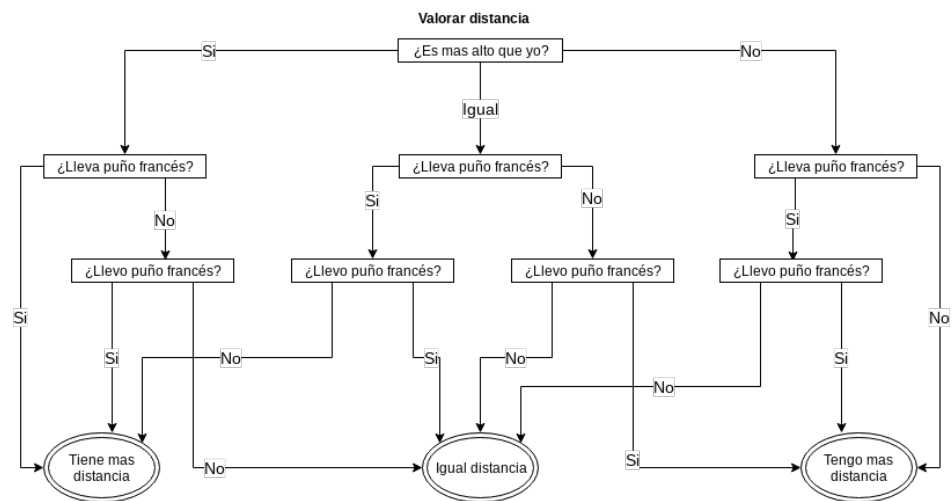 Valorar distancia
¿Es mas alto que yo?
Si
No
Igual
¿Lleva puño francés?
¿Lleva puño francés?
¿Lleva puño francés?
Si
No
No
Si
¿Llevo puño francés?
¿Llevo puño francés?
¿Llevo puño francés?
¿Llevo puño francés?
Si
No
Si
No
Si
No
Si
No
Tiene mas
distancia
No
Igual distancia
Si
Tengo mas
distancia